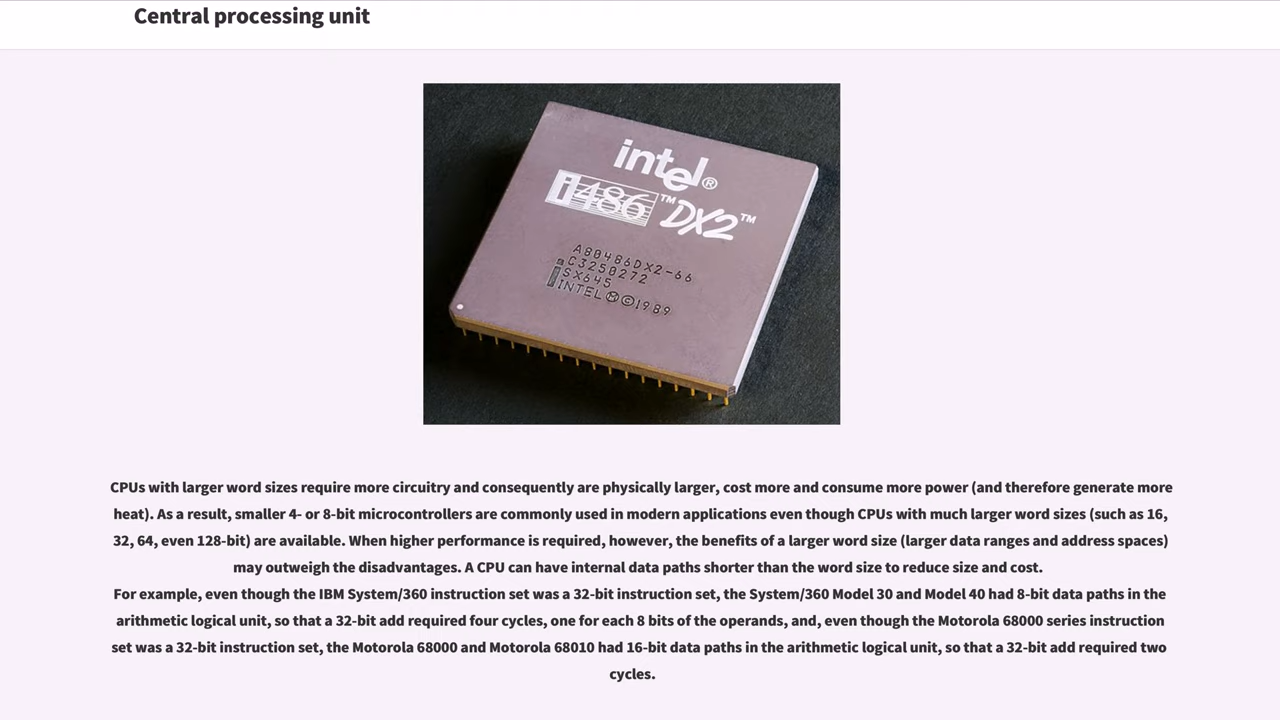 Central processing unit
intel®
i486™ DX2™
A80486DX2-66
C3250272
SX645
INTEL Ⓜ©1989
CPUs with larger word sizes require more circuitry and consequently are physically larger, cost more and consume more power (and therefore generate more
heat). As a result, smaller 4- or 8-bit microcontrollers are commonly used in modern applications even though CPUs with much larger word sizes (such as 16,
32, 64, even 128-bit) are available. When higher performance is required, however, the benefits of a larger word size (larger data ranges and address spaces)
may outweigh the disadvantages. A CPU can have internal data paths shorter than the word size to reduce size and cost.
For example, even though the IBM System/360 instruction set was a 32-bit instruction set, the System/360 Model 30 and Model 40 had 8-bit data paths in the
arithmetic logical unit, so that a 32-bit add required four cycles, one for each 8 bits of the operands, and, even though the Motorola 68000 series instruction
set was a 32-bit instruction set, the Motorola 68000 and Motorola 68010 had 16-bit data paths in the arithmetic logical unit, so that a 32-bit add required two
cycles.